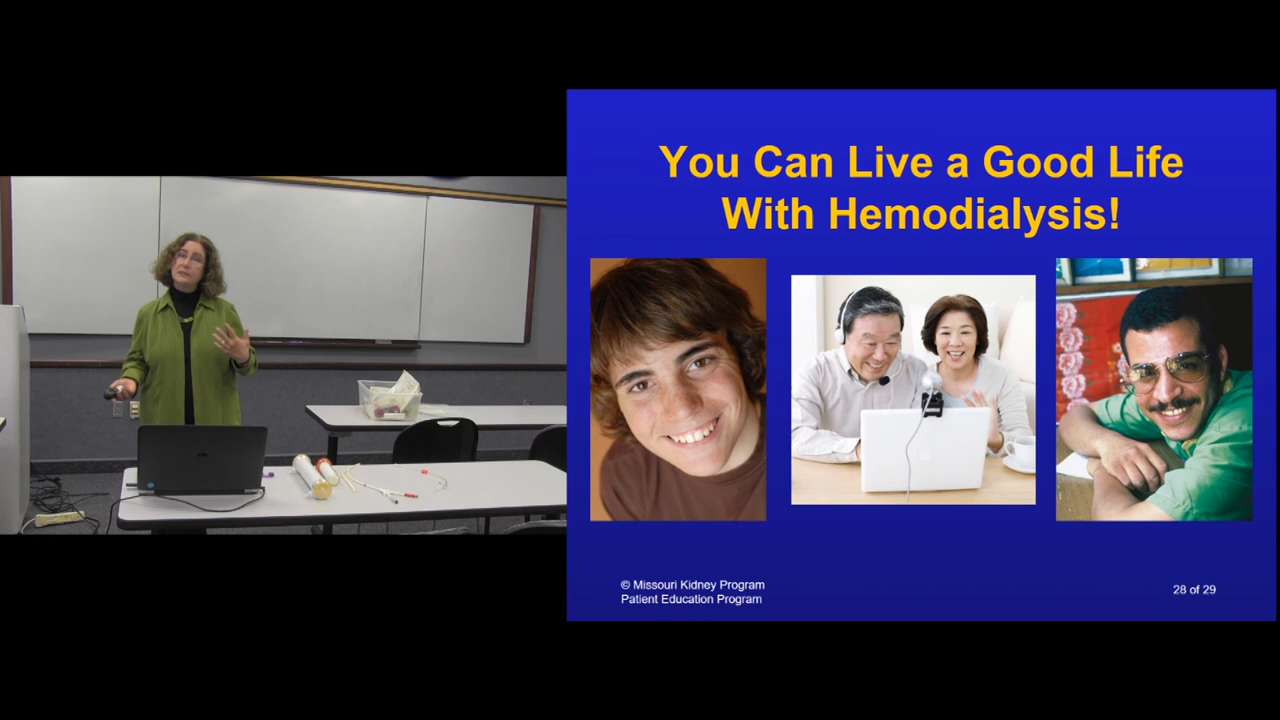 You Can Live a Good Life
With Hemodialysis!
© Missouri Kidney Program
Patient Education Program
28 of 29